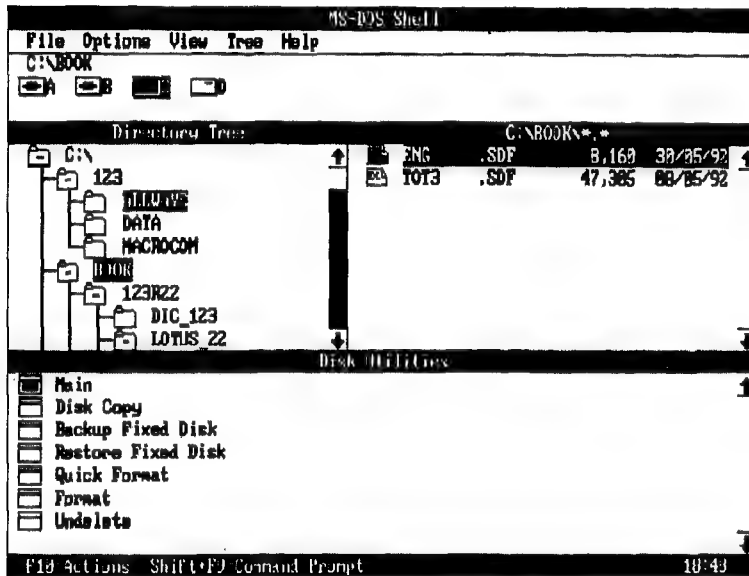 MS-DOS Shell
File Options View Tree Help
C:\BOOK
A B D
Directory Tree
C:\
123
DATA
MACROCOM
BOOK
123R22
DIC_123
LOTUS_22
C:\BOOK\*.*
ENG .SDF 8,160 30/05/92
TOT3 .SDF 47,305 08/05/92
Disk Utilities
Main
Disk Copy
Backup Fixed Disk
Restore Fixed Disk
Quick Format
Format
Undelete
F10 Actions Shift+F9 Command Prompt 18:43